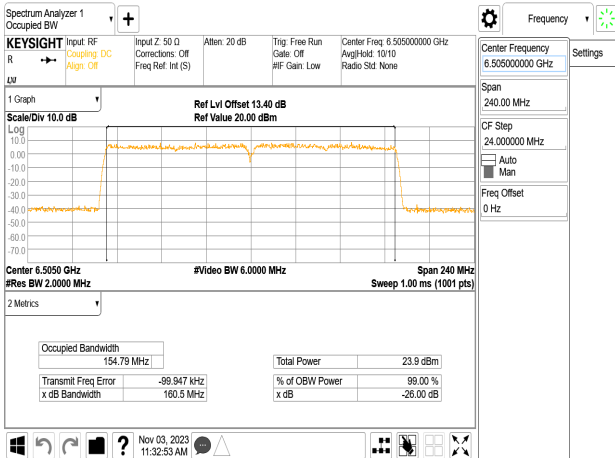 Spectrum Analyzer 1
Occupied BW
Frequency
KEYSIGHT
R
LXI
Input: RF
Coupling: DC
Align: Off
Input Z: 50 Ω
Corrections: Off
Freq Ref: Int (S)
Atten: 20 dB
Trig: Free Run
Gate: Off
#IF Gain: Low
Center Freq: 6.505000000 GHz
Avg|Hold: 10/10
Radio Std: None
Center Frequency
6.505000000 GHz
Settings
Span
240.00 MHz
CF Step
24.000000 MHz
Auto
Man
Freq Offset
0 Hz
1 Graph
Scale/Div 10.0 dB
Ref Lvl Offset 13.40 dB
Ref Value 20.00 dBm
Log
10.0
0.00
-10.0
-20.0
-30.0
-40.0
-50.0
-60.0
-70.0
Center 6.5050 GHz
#Res BW 2.0000 MHz
#Video BW 6.0000 MHz
Span 240 MHz
Sweep 1.00 ms (1001 pts)
2 Metrics
Occupied Bandwidth
154.79 MHz
Transmit Freq Error -99.947 kHz
x dB Bandwidth 160.5 MHz
Total Power 23.9 dBm
% of OBW Power 99.00 %
x dB -26.00 dB
Nov 03, 2023
11:32:53 AM